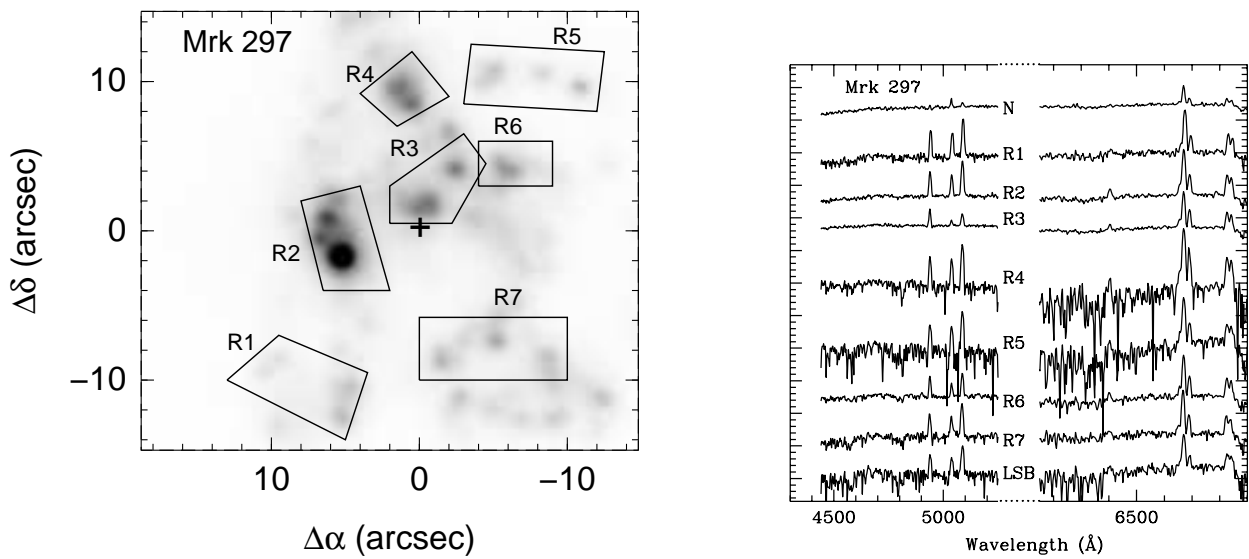 Mrk 297
R5
R4
10
R6
R3
0
R2
R7
R1
−10
10
0
−10
Δδ (arcsec)
Δα (arcsec)
Mrk 297
N
R1
R2
R3
R4
R5
R6
R7
LSB
4500
5000
6500
Wavelength (Å)